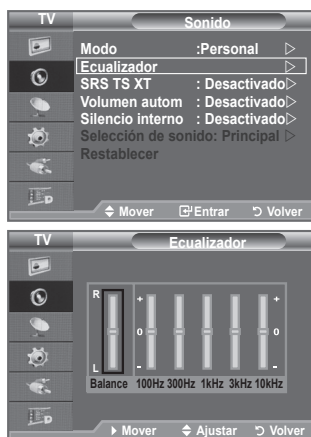 TV Sonido
Modo :Personal
Ecualizador
SRS TS XT : Desactivado
Volumen autom : Desactivado
Silencio interno : Desactivado
Selección de sonido: Principal
Restablecer
Mover Entrar Volver
TV Ecualizador
R + +
0 0
L - -
Balance 100Hz 300Hz 1kHz 3kHz 10kHz
Mover Ajustar Volver